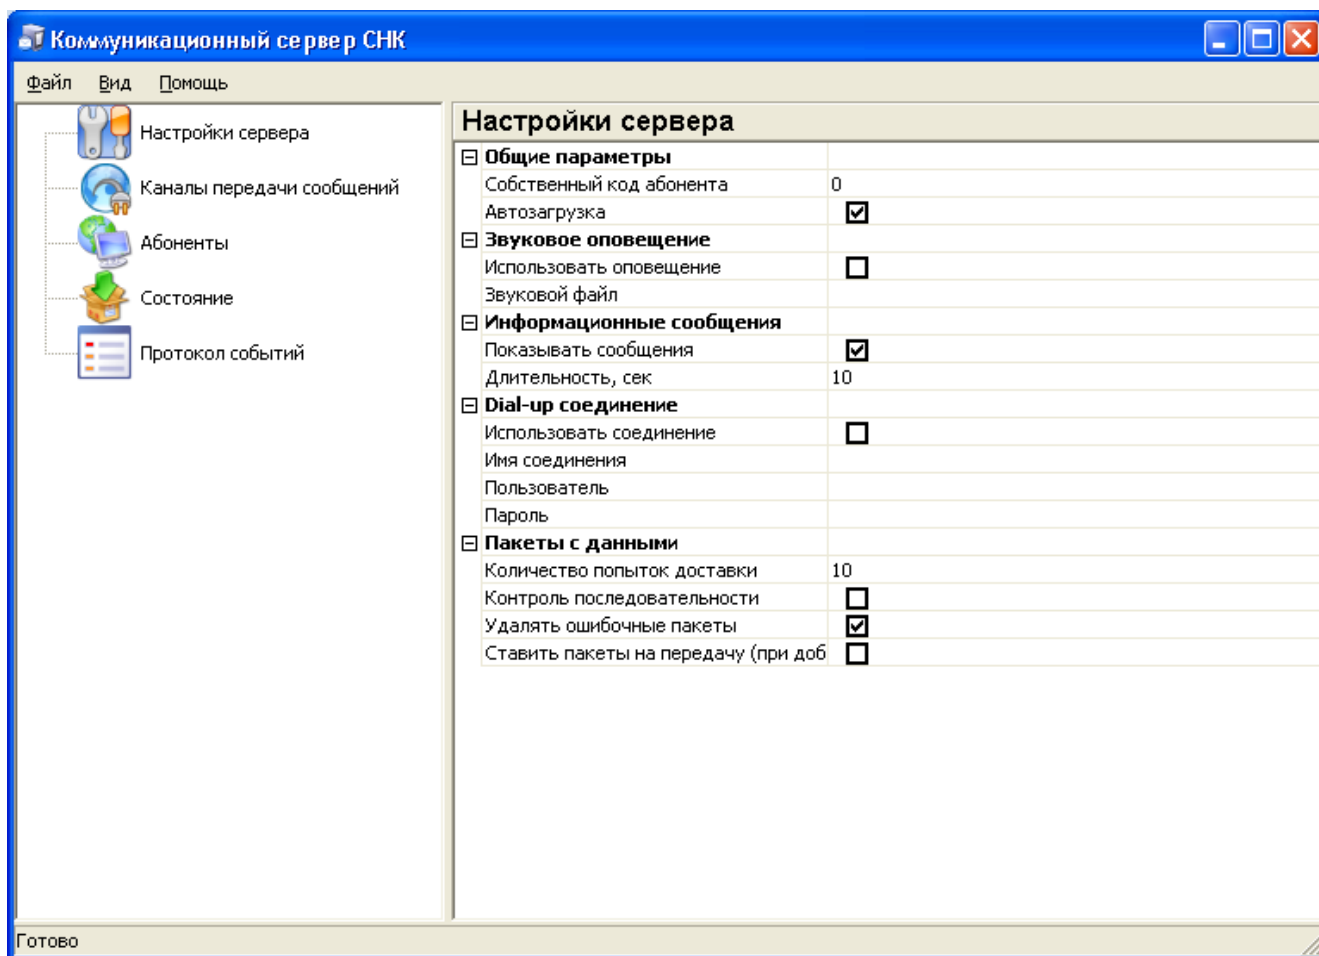 Коммуникационный сервер СНК
Файл Вид Помощь
Настройки сервера
Каналы передачи сообщений
Абоненты
Состояние
Протокол событий
Настройки сервера
Общие параметры
Собственный код абонента 0
Автозагрузка
Звуковое оповещение
Использовать оповещение
Звуковой файл
Информационные сообщения
Показывать сообщения
Длительность, сек 10
Dial-up соединение
Использовать соединение
Имя соединения
Пользователь
Пароль
Пакеты с данными
Количество попыток доставки 10
Контроль последовательности
Удалять ошибочные пакеты
Ставить пакеты на передачу (при доб
Готово